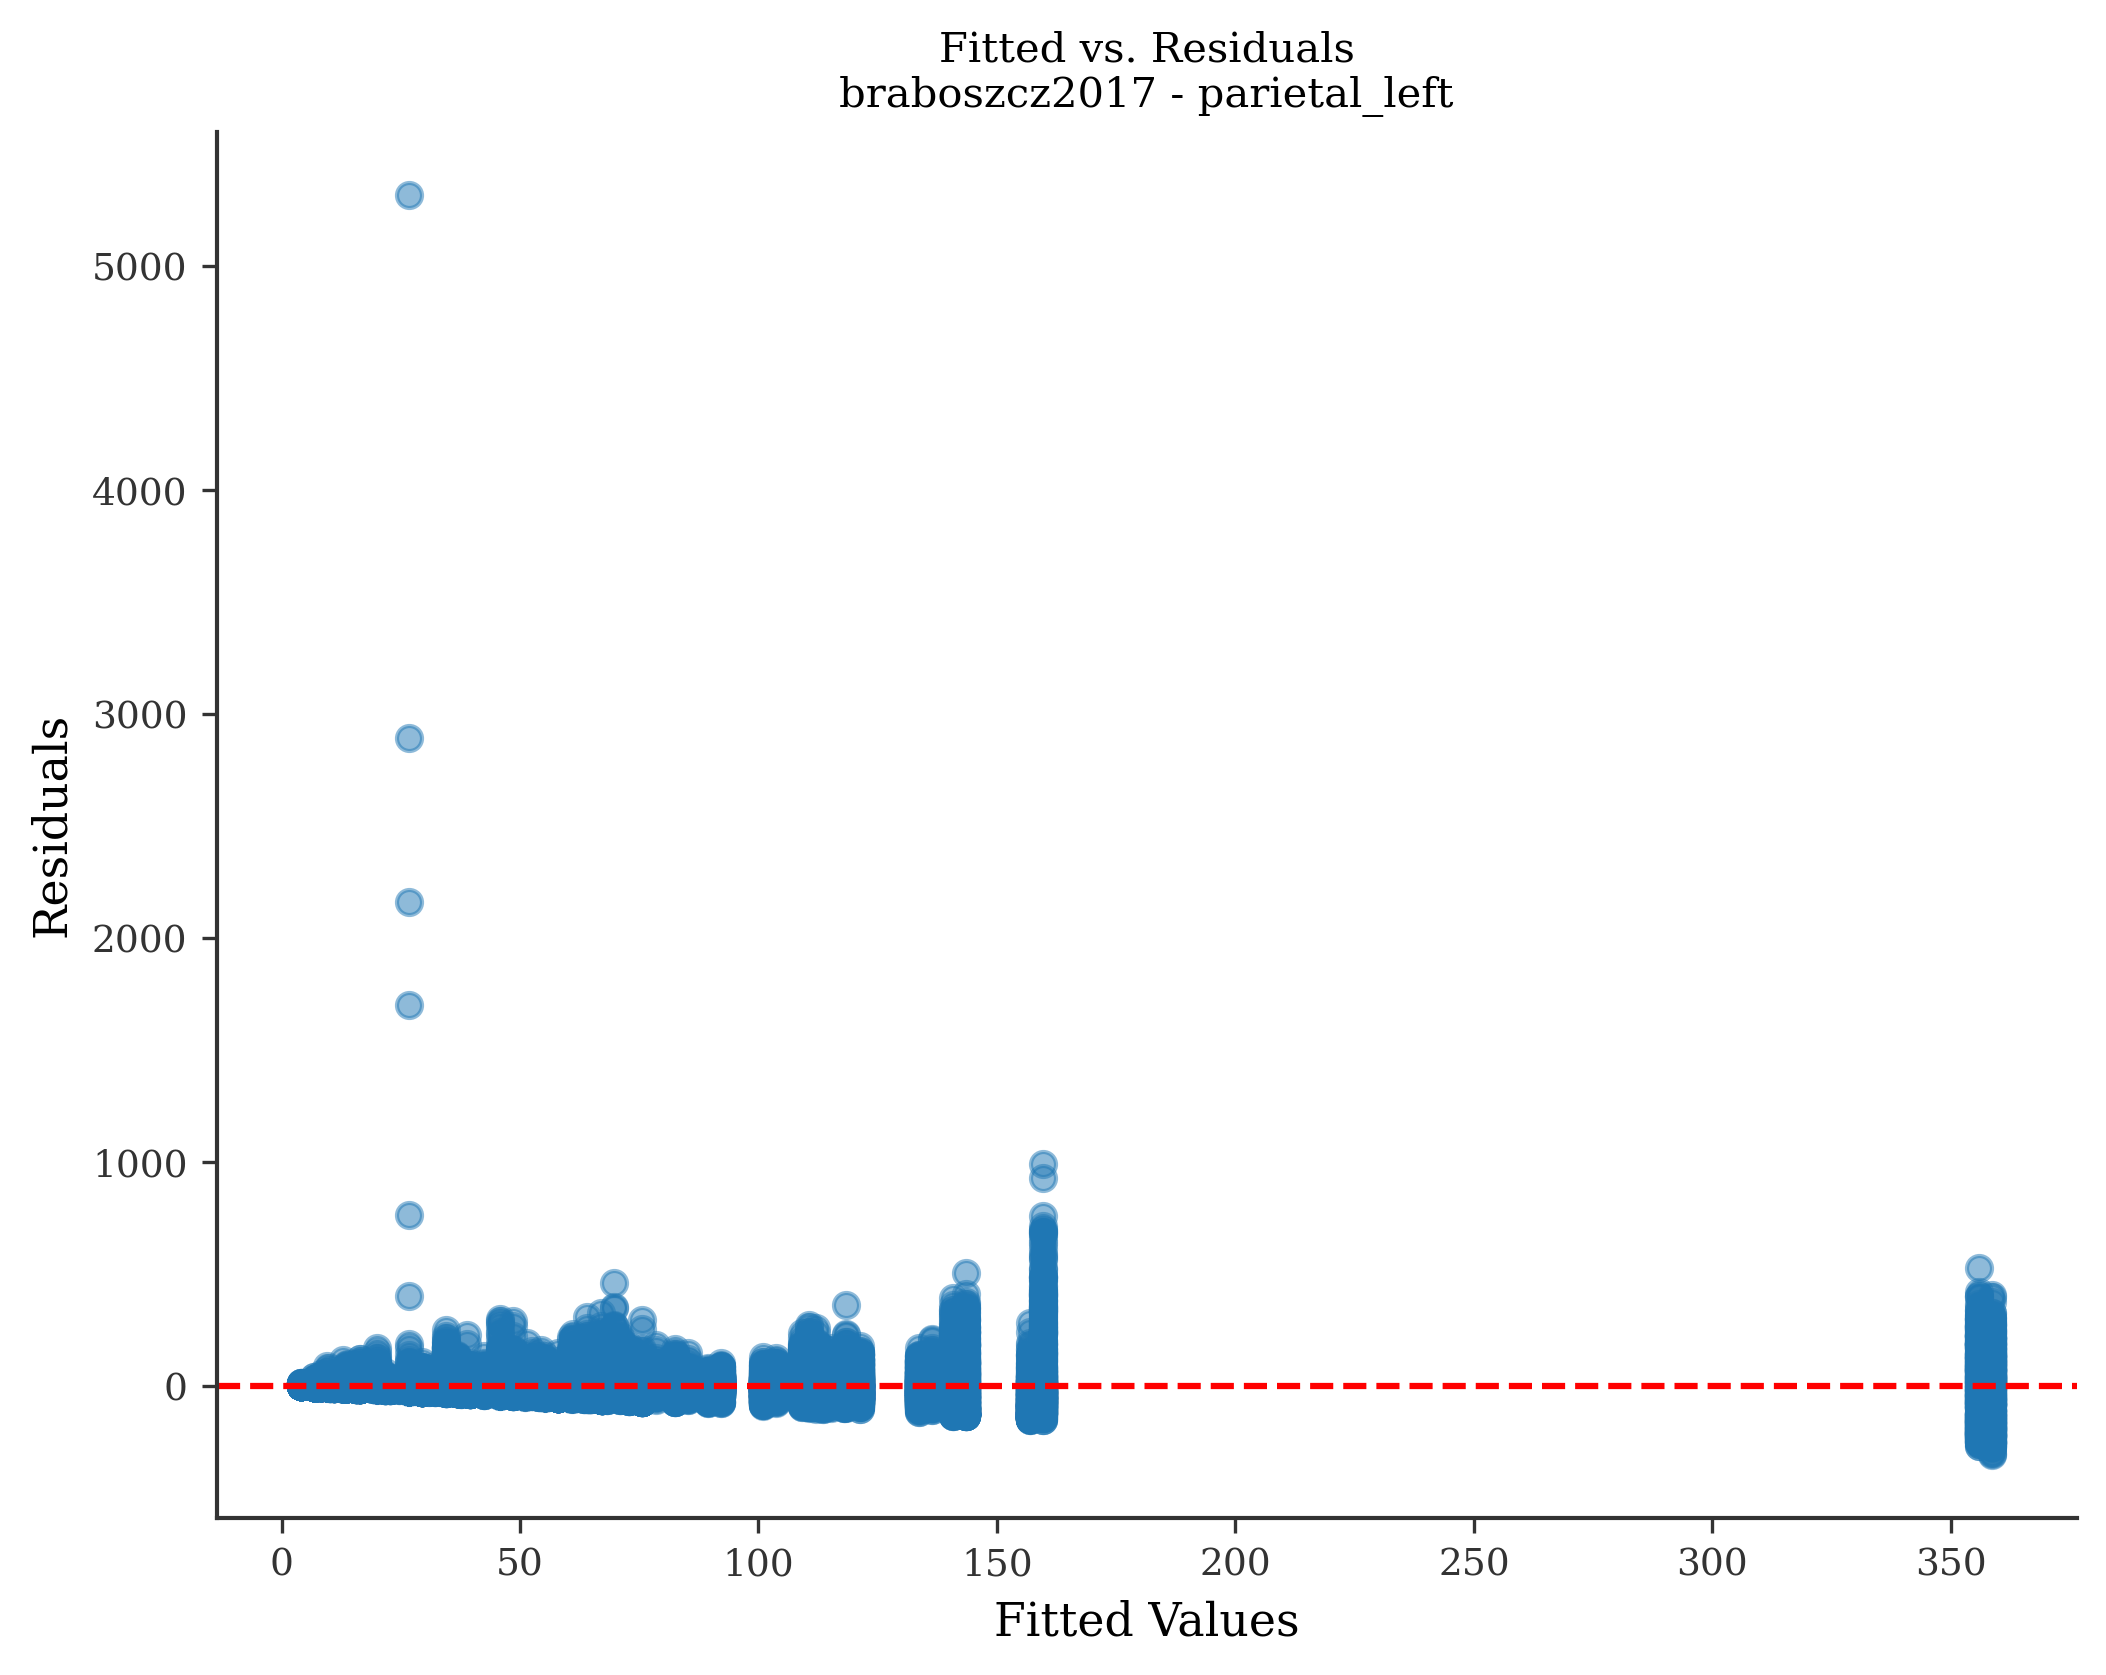 Fitted vs. Residuals
braboszcz2017 - parietal_left
5000
4000
3000
2000
1000
0
Residuals
0 50 100 150 200 250 300 350
Fitted Values